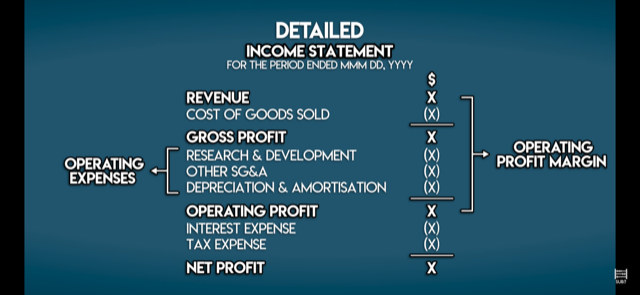 DETAILED
INCOME STATEMENT
FOR THE PERIOD ENDED MMM DD, YYYY
$
REVENUE X
COST OF GOODS SOLD (X)
GROSS PROFIT X
RESEARCH & DEVELOPMENT (X)
OTHER SG&A (X)
DEPRECIATION & AMORTISATION (X)
OPERATING PROFIT X
INTEREST EXPENSE (X)
TAX EXPENSE (X)
NET PROFIT X
OPERATING
EXPENSES
OPERATING
PROFIT MARGIN